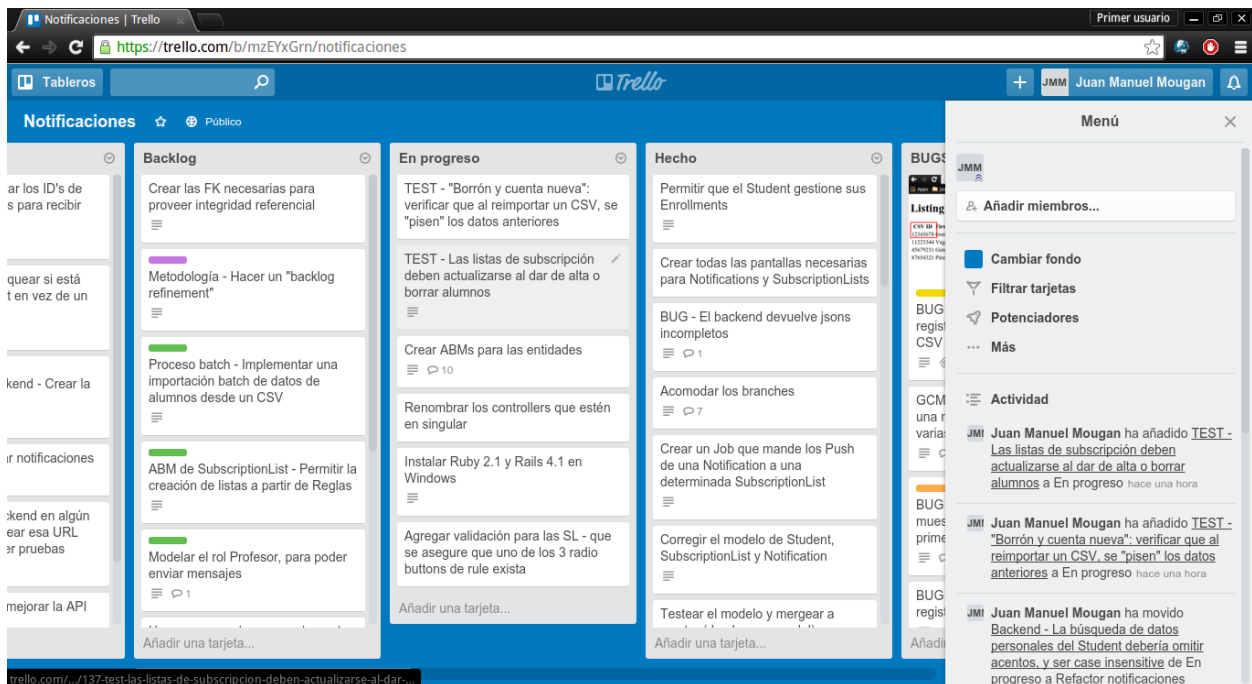 Notificaciones | Trello
Primer usuario
https://trello.com/b/mzEYxGrn/notificaciones
Tableros
Trello
JMM Juan Manuel Mougan
Notificaciones
Público
ar los ID's de
s para recibir
quear si está
t en vez de un
kend - Crear la
ar notificaciones
ckend en algún
ear esa URL
er pruebas
mejorar la API
Backlog
Crear las FK necesarias para
proveer integridad referencial
Metodología - Hacer un "backlog
refinement"
Proceso batch - Implementar una
importación batch de datos de
alumnos desde un CSV
ABM de SubscriptionList - Permitir la
creación de listas a partir de Reglas
Modelar el rol Profesor, para poder
enviar mensajes
1
Añadir una tarjeta...
En progreso
TEST - "Borrón y cuenta nueva":
verificar que al reimportar un CSV, se
"pisen" los datos anteriores
TEST - Las listas de subscripción
deben actualizarse al dar de alta o
borrar alumnos
Crear ABMs para las entidades
10
Renombrar los controllers que estén
en singular
Instalar Ruby 2.1 y Rails 4.1 en
Windows
Agregar validación para las SL - que
se asegure que uno de los 3 radio
buttons de rule exista
Añadir una tarjeta...
Hecho
Permitir que el Student gestione sus
Enrollments
Crear todas las pantallas necesarias
para Notifications y SubscriptionLists
BUG - El backend devuelve jsons
incompletos
1
Acomodar los branches
7
Crear un Job que mande los Push
de una Notification a una
determinada SubscriptionList
Corregir el modelo de Student,
SubscriptionList y Notification
Testear el modelo y mergear a
Añadir una tarjeta...
BUGS
Listing
CSV ID
BUG
regist
CSV
GCM
una r
varias
BUG
mues
prime
BUG
regist
Añadi
Menú
JMM
Añadir miembros...
Cambiar fondo
Filtrar tarjetas
Potenciadores
Más
Actividad
Juan Manuel Mougan ha añadido TEST -
Las listas de subscripción deben
actualizarse al dar de alta o borrar
alumnos a En progreso hace una hora
Juan Manuel Mougan ha añadido TEST -
"Borrón y cuenta nueva": verificar que al
reimportar un CSV, se "pisen" los datos
anteriores a En progreso hace una hora
Juan Manuel Mougan ha movido
Backend - La búsqueda de datos
personales del Student debería omitir
acentos, y ser case insensitive de En
progreso a Refactor notificaciones
trello.com/.../137-test-las-listas-de-subscripcion-deben-actualizarse-al-dar-...